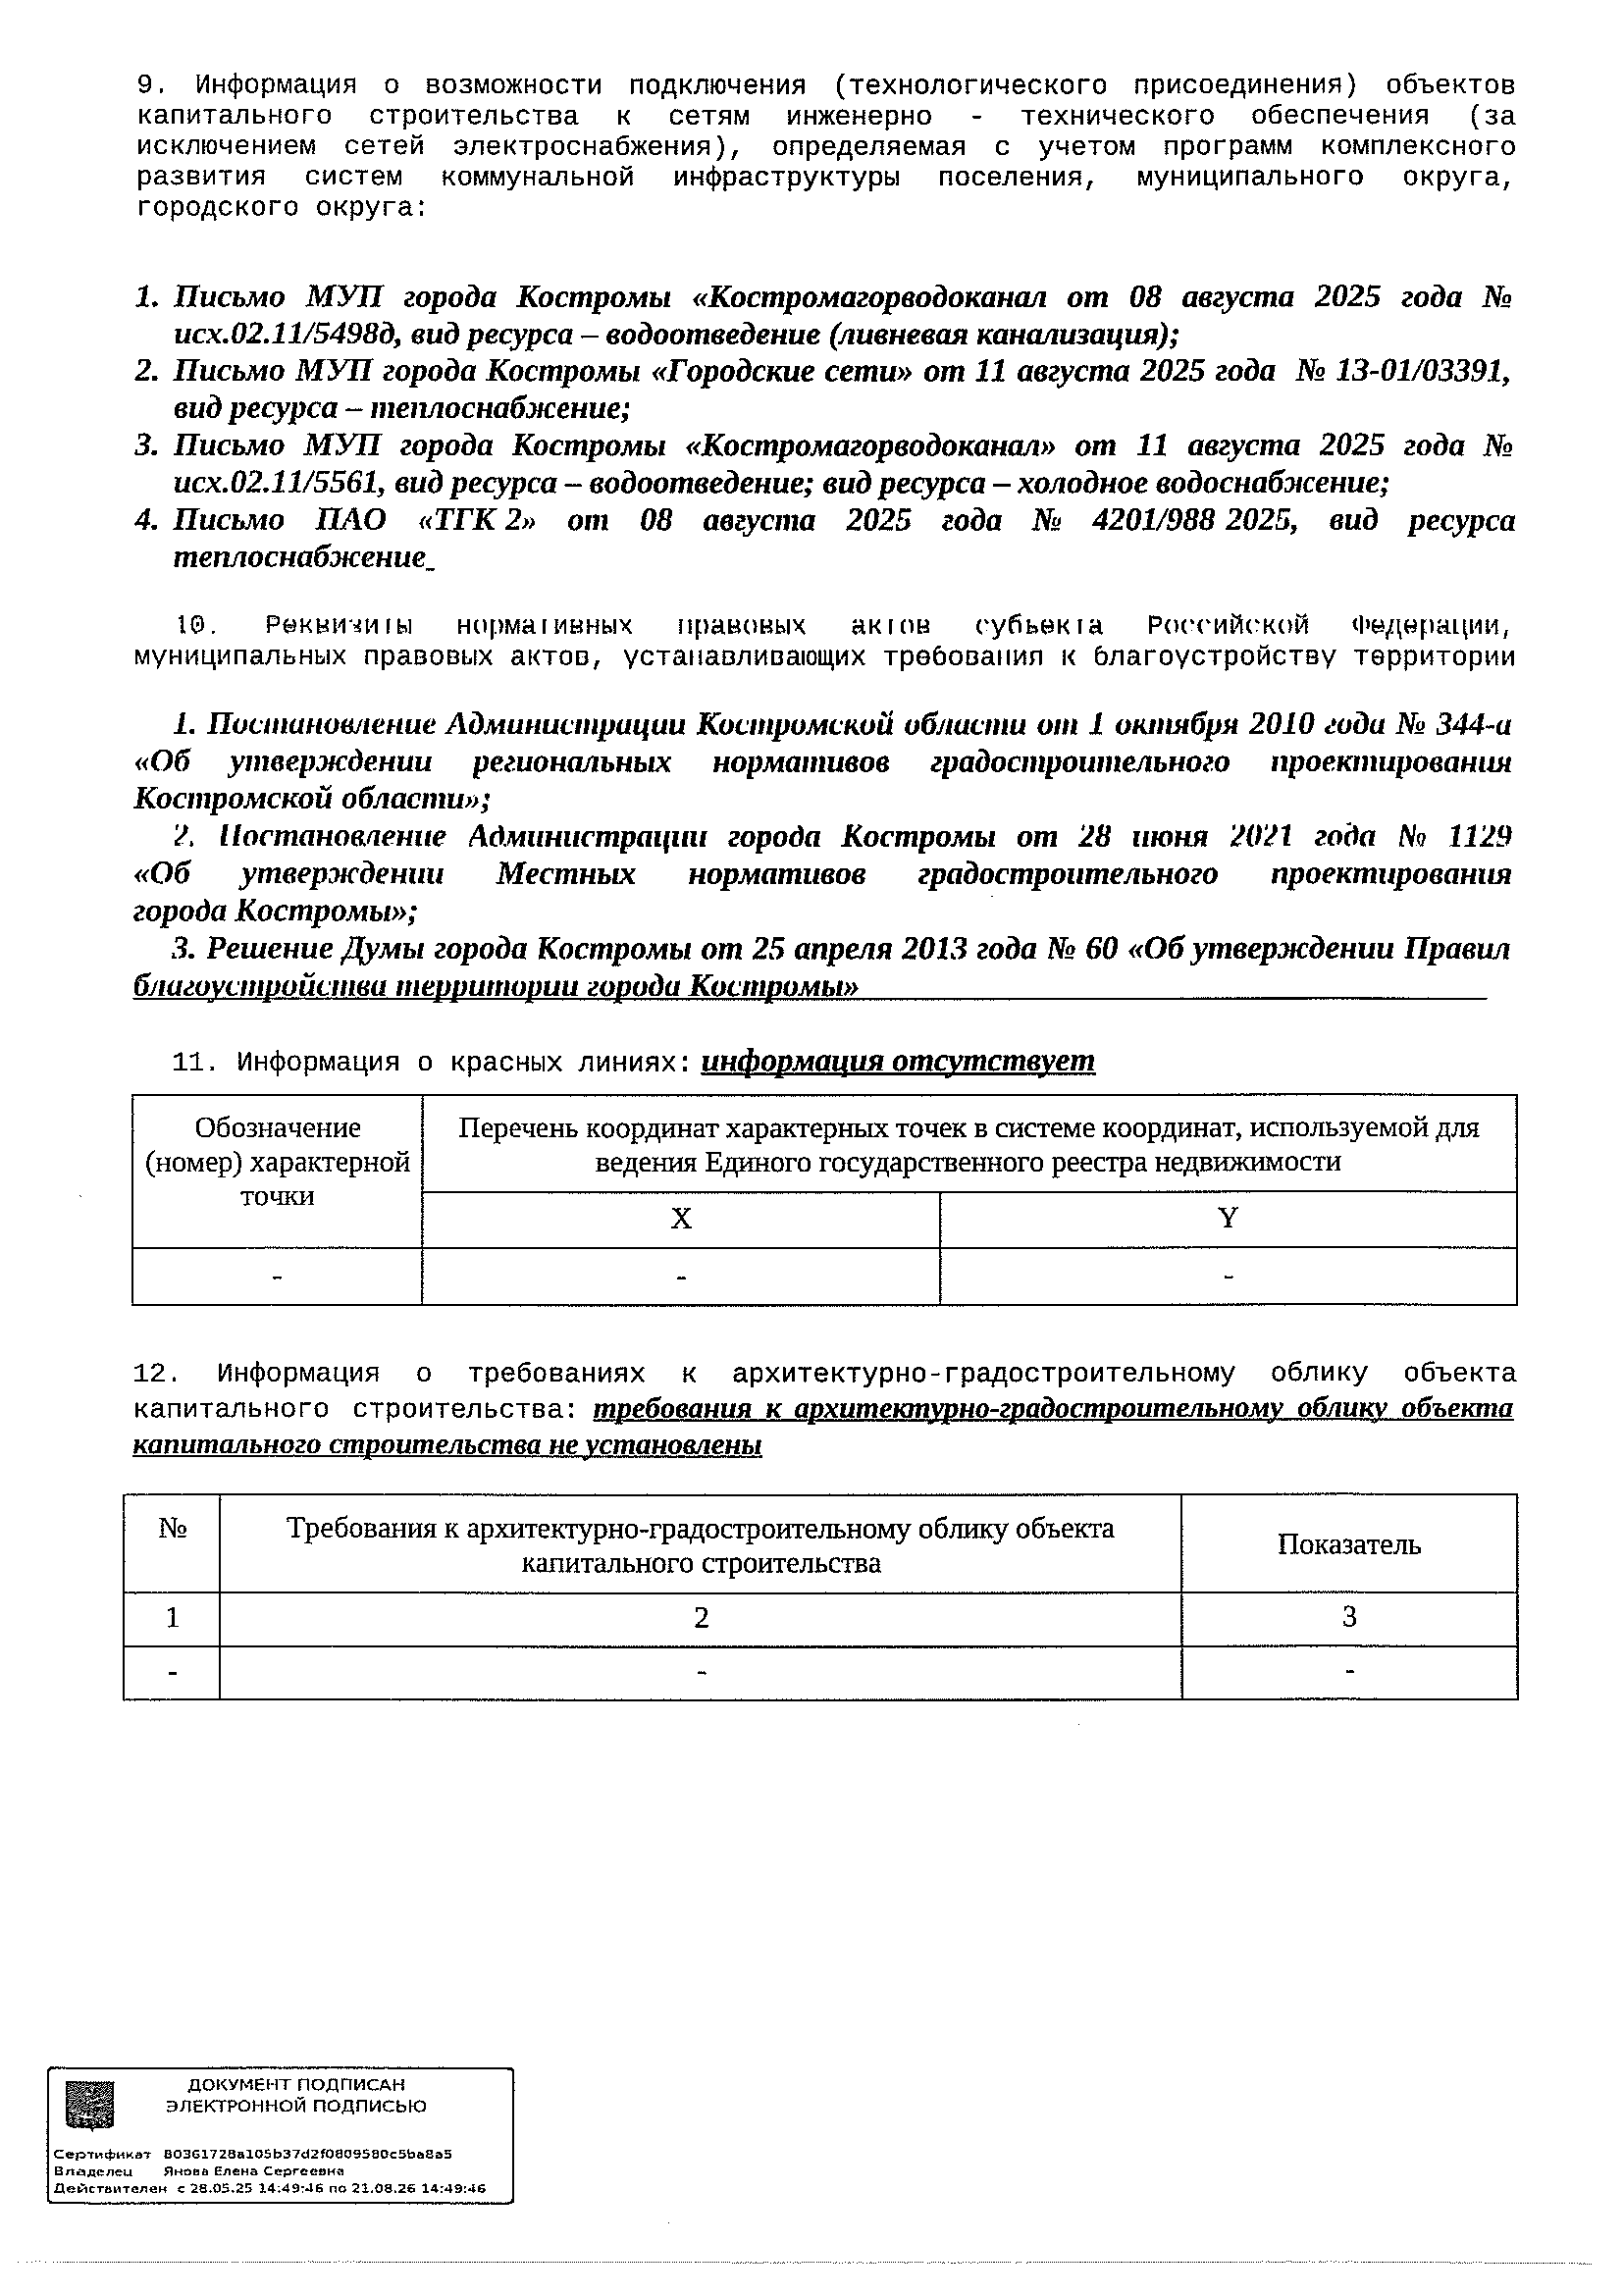 9. Информация о возможности подключения (технологического присоединения) объектов
капитального строительства к сетям инженерно - технического обеспечения (за
исключением сетей электроснабжения), определяемая с учетом программ комплексного
развития систем коммунальной инфраструктуры поселения, муниципального округа,
городского округа:
1. Письмо МУП города Костромы «Костромагорводоканал от 08 августа 2025 года №
исх.02.11/5498д, вид ресурса – водоотведение (ливневая канализация);
2. Письмо МУП города Костромы «Городские сети» от 11 августа 2025 года № 13-01/03391,
вид ресурса – теплоснабжение;
3. Письмо МУП города Костромы «Костромагорводоканал» от 11 августа 2025 года №
исх.02.11/5561, вид ресурса – водоотведение; вид ресурса – холодное водоснабжение;
4. Письмо ПАО «ТГК 2» от 08 августа 2025 года № 4201/988 2025, вид ресурса
теплоснабжение
10. Реквизиты нормативных правовых актов субъекта Российской Федерации,
муниципальных правовых актов, устанавливающих требования к благоустройству территории
1. Постановление Администрации Костромской области от 1 октября 2010 года № 344-а
«Об утверждении региональных нормативов градостроительного проектирования
Костромской области»;
2. Постановление Администрации города Костромы от 28 июня 2021 года № 1129
«Об утверждении Местных нормативов градостроительного проектирования
города Костромы»;
3. Решение Думы города Костромы от 25 апреля 2013 года № 60 «Об утверждении Правил
благоустройства территории города Костромы»
11. Информация о красных линиях: информация отсутствует
Обозначение
(номер) характерной
точки
Перечень координат характерных точек в системе координат, используемой для
ведения Единого государственного реестра недвижимости
X Y
- - -
12. Информация о требованиях к архитектурно-градостроительному облику объекта
капитального строительства: требования к архитектурно-градостроительному облику объекта
капитального строительства не установлены
№ Требования к архитектурно-градостроительному облику объекта
капитального строительства
Показатель
1 2 3
- - -
ДОКУМЕНТ ПОДПИСАН
ЭЛЕКТРОННОЙ ПОДПИСЬЮ
Сертификат 80361728a105b37d2f0809580c5ba8a5
Владелец Янова Елена Сергеевна
Действителен с 28.05.25 14:49:46 по 21.08.26 14:49:46